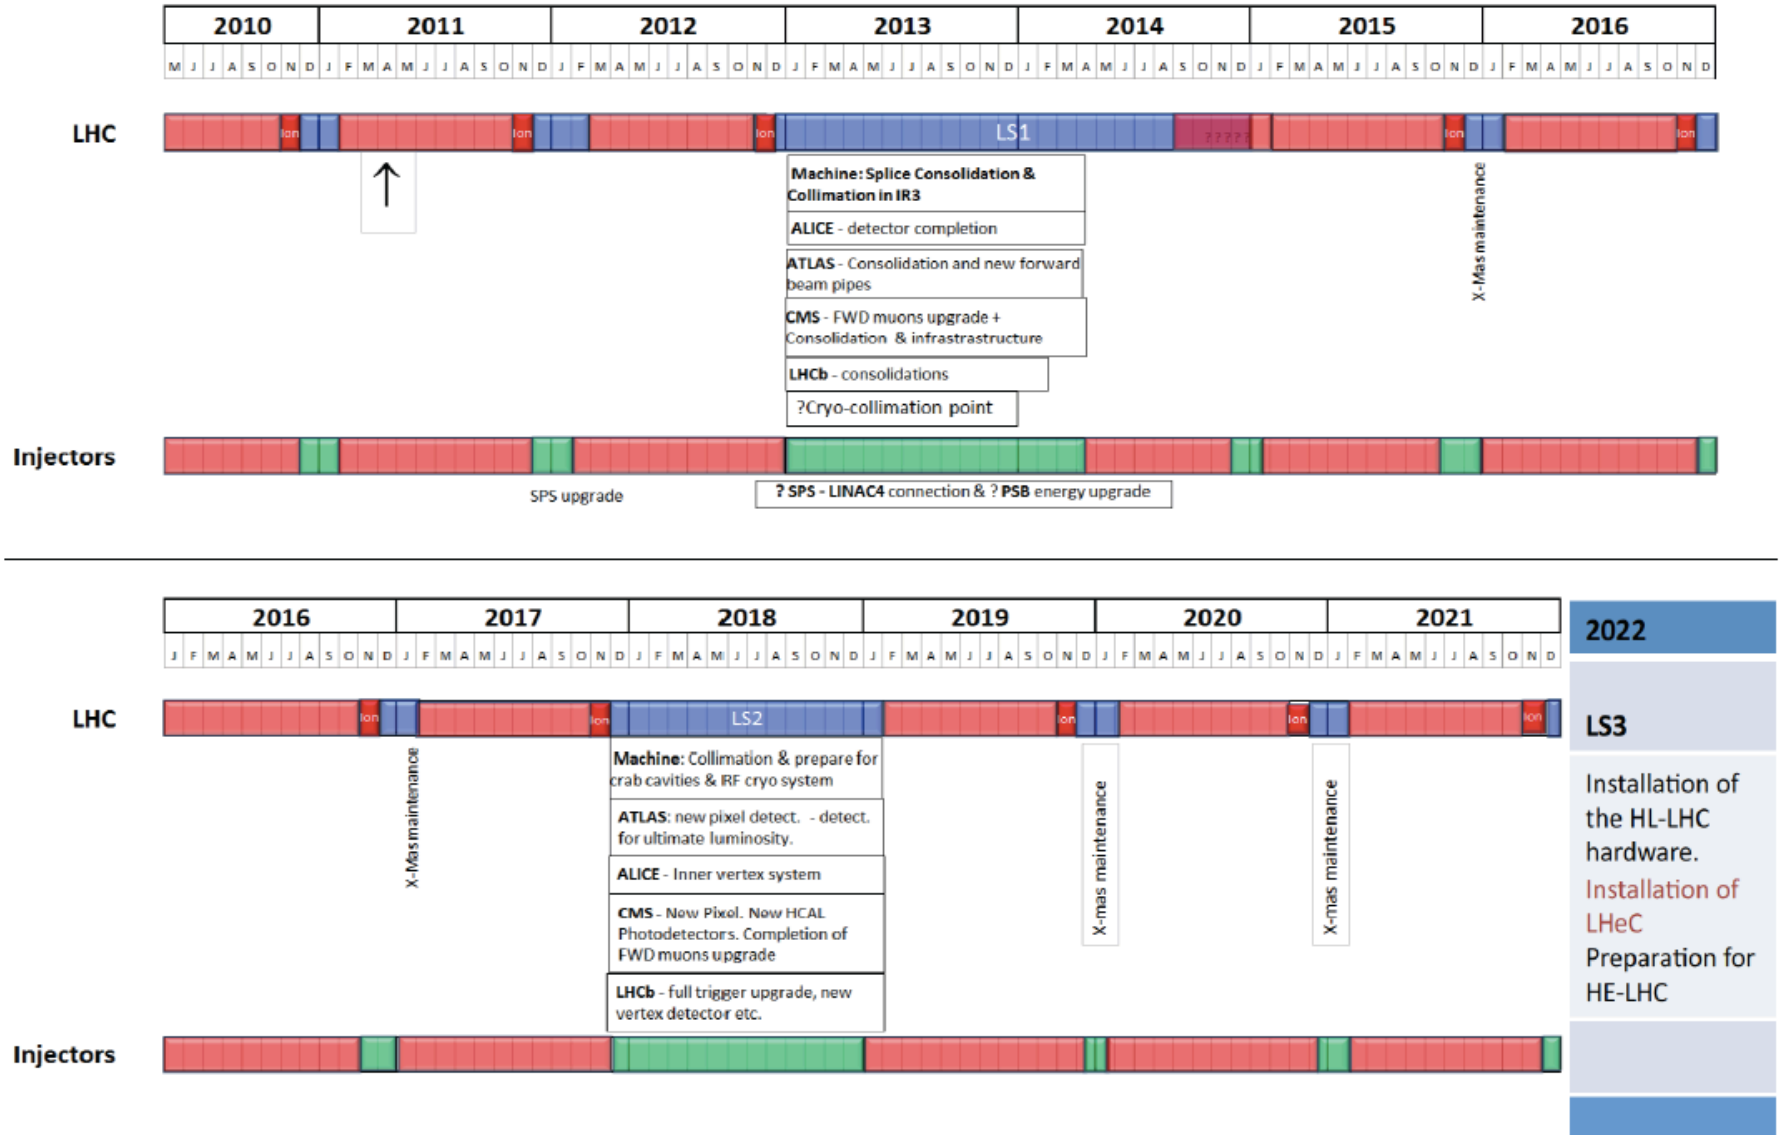 2010 2011 2012 2013 2014 2015 2016
M J J A S O N D J F M A M J J A S O N D J F M A M J J A S O N D J F M A M J J A S O N D J F M A M J J A S O N D J F M A M J J A S O N D J F M A M J J A S O N D
LHC Ion Ion Ion LS1 ????? Ion Ion
Machine: Splice Consolidation &
Collimation in IR3
ALICE - detector completion
ATLAS - Consolidation and new forward
beam pipes
CMS - FWD muons upgrade +
Consolidation & infrastrastructure
LHCb - consolidations
?Cryo-collimation point
X-Mas maintenance
Injectors
SPS upgrade
? SPS - LINAC4 connection & ? PSB energy upgrade
2016 2017 2018 2019 2020 2021
J F M A M J J A S O N D J F M A M J J A S O N D J F M A M J J A S O N D J F M A M J J A S O N D J F M A M J J A S O N D J F M A M J J A S O N D
LHC Ion Ion LS2 Ion Ion Ion
X-Mas maintenance
Machine: Collimation & prepare for
crab cavities & RF cryo system
ATLAS: new pixel detect. - detect.
for ultimate luminosity.
ALICE - Inner vertex system
CMS - New Pixel. New HCAL
Photodetectors. Completion of
FWD muons upgrade
LHCb - full trigger upgrade, new
vertex detector etc.
X-mas maintenance
X-mas maintenance
Injectors
2022
LS3
Installation of
the HL-LHC
hardware.
Installation of
LHeC
Preparation for
HE-LHC